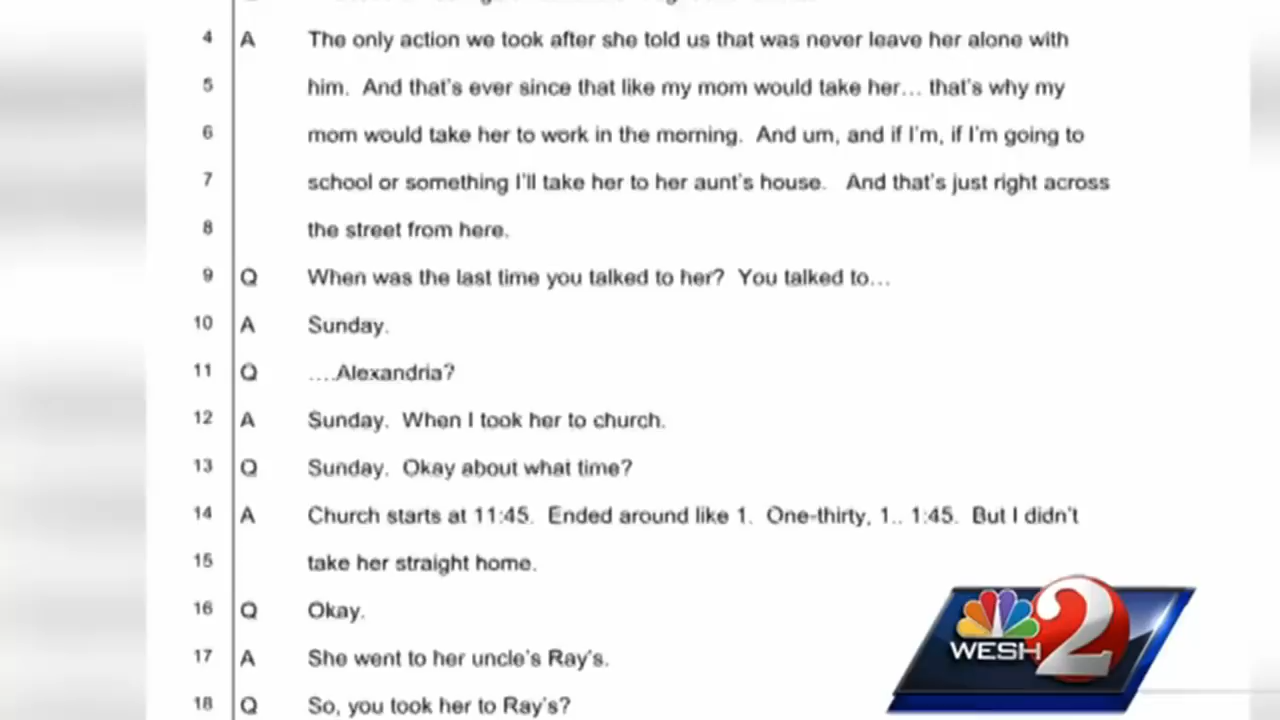 4 A The only action we took after she told us that was never leave her alone with
5 him. And that's ever since that like my mom would take her... that's why my
6 mom would take her to work in the morning. And um, and if I'm, if I'm going to
7 school or something I'll take her to her aunt's house. And that's just right across
8 the street from here.
9 Q When was the last time you talked to her? You talked to...
10 A Sunday.
11 Q ....Alexandria?
12 A Sunday. When I took her to church.
13 Q Sunday. Okay about what time?
14 A Church starts at 11:45. Ended around like 1. One-thirty, 1.. 1:45. But I didn't
15 take her straight home.
16 Q Okay.
17 A She went to her uncle's Ray's.
18 Q So, you took her to Ray's?
WESH 2